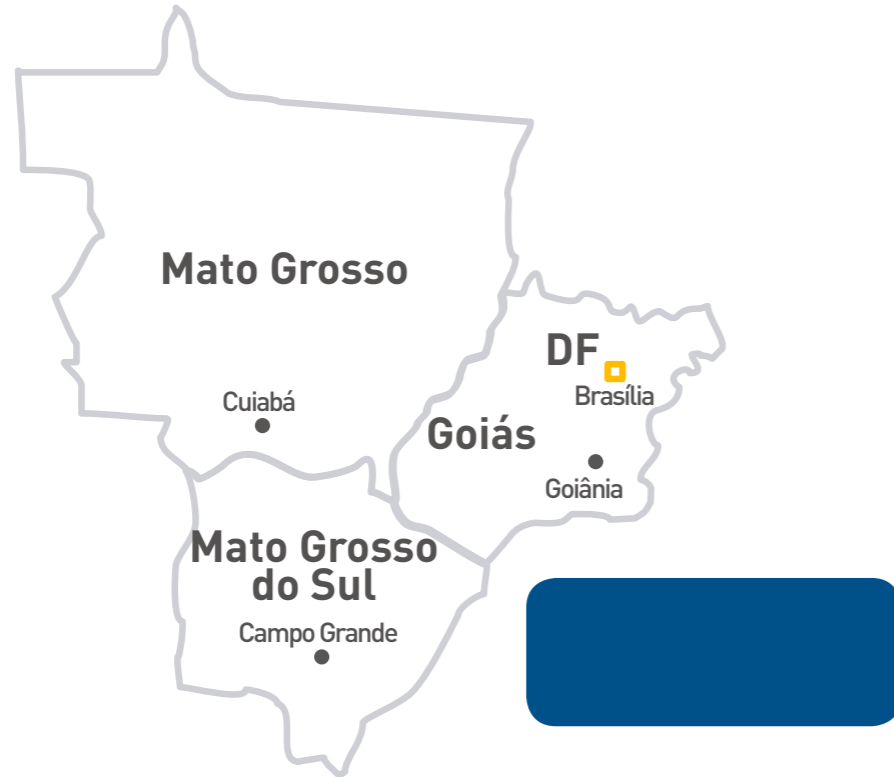 Mato Grosso
DF
Brasília
Cuiabá
Goiás
Goiânia
Mato Grosso
do Sul
Campo Grande